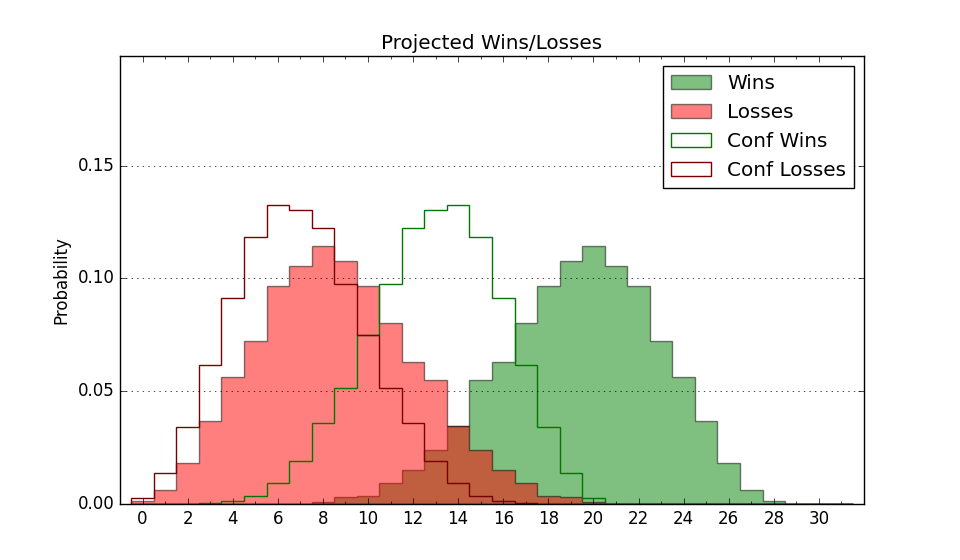 Projected Wins/Losses
Wins
Losses
Conf Wins
Conf Losses
Probability
0.15
0.10
0.05
0.00
0 2 4 6 8 10 12 14 16 18 20 22 24 26 28 30